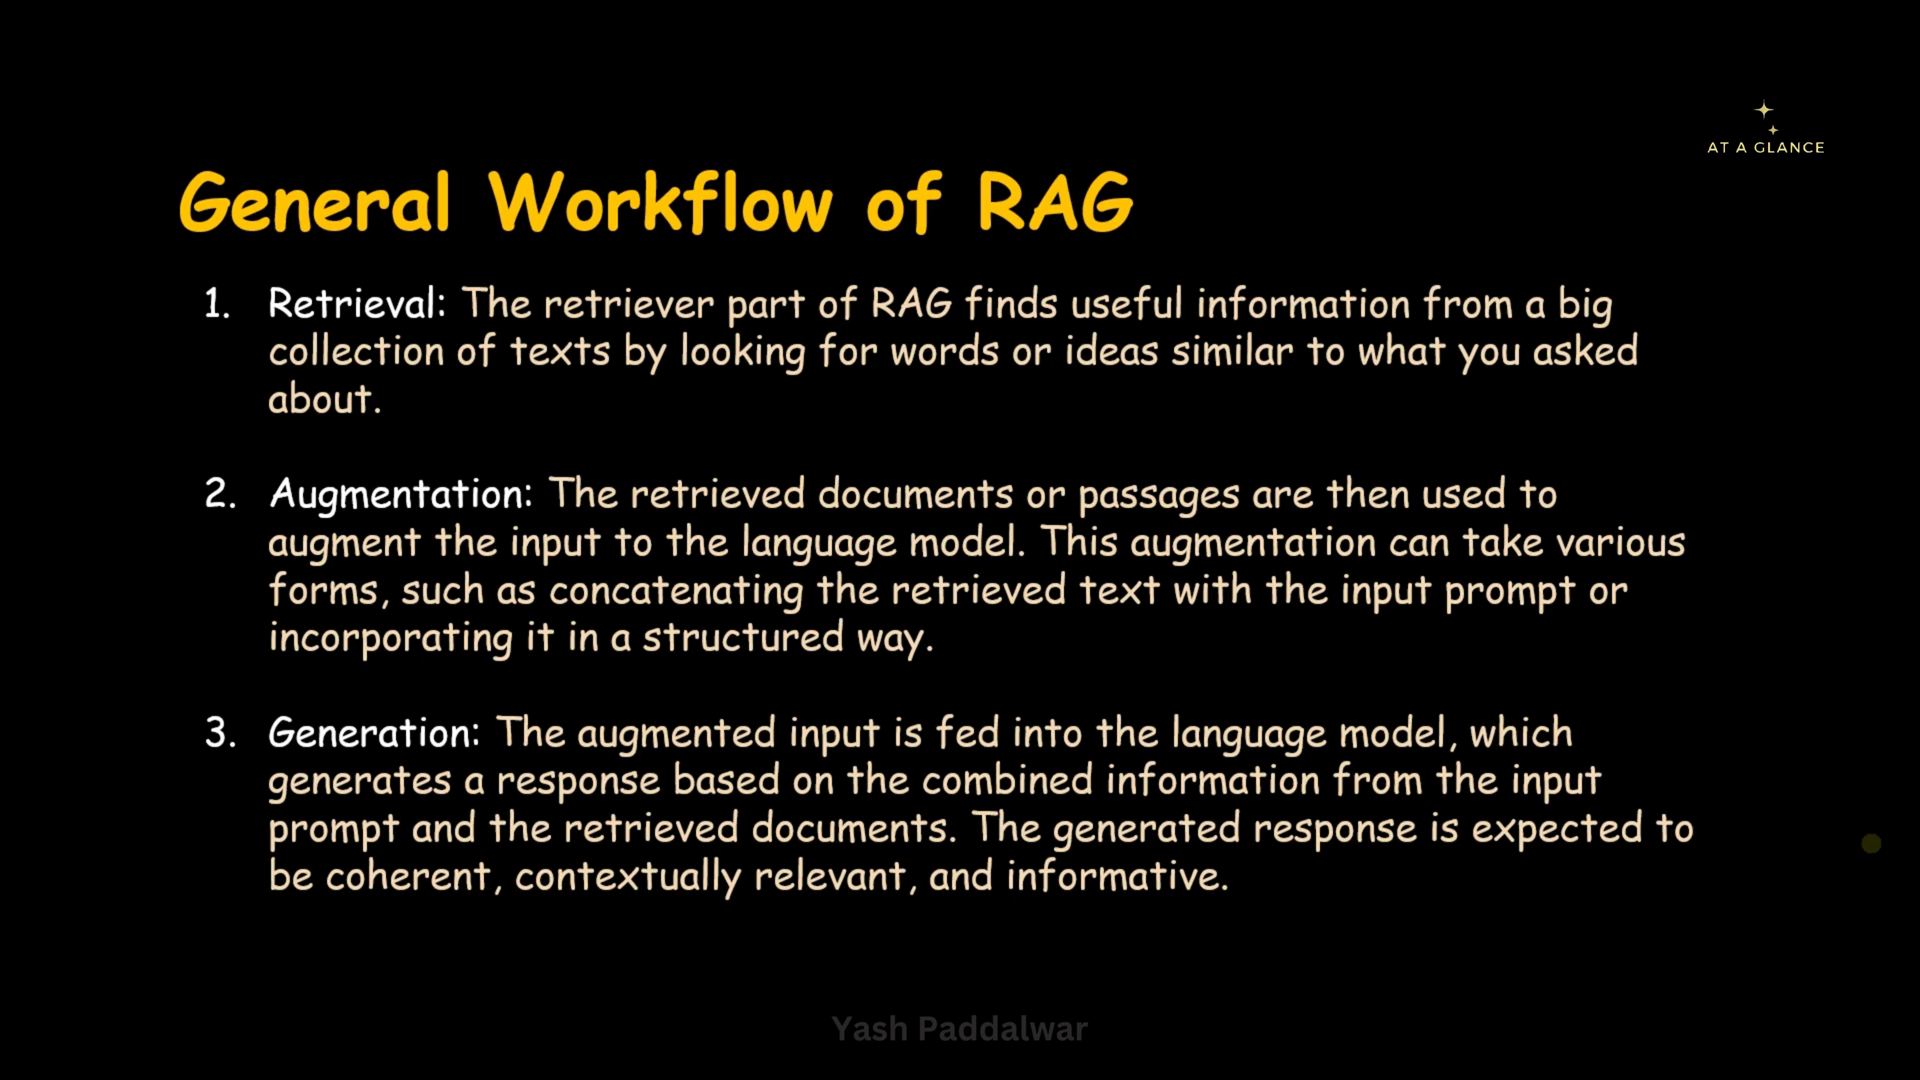 AT A GLANCE
General Workflow of RAG
1. Retrieval: The retriever part of RAG finds useful information from a big
collection of texts by looking for words or ideas similar to what you asked
about.
2. Augmentation: The retrieved documents or passages are then used to
augment the input to the language model. This augmentation can take various
forms, such as concatenating the retrieved text with the input prompt or
incorporating it in a structured way.
3. Generation: The augmented input is fed into the language model, which
generates a response based on the combined information from the input
prompt and the retrieved documents. The generated response is expected to
be coherent, contextually relevant, and informative.
Yash Paddalwar